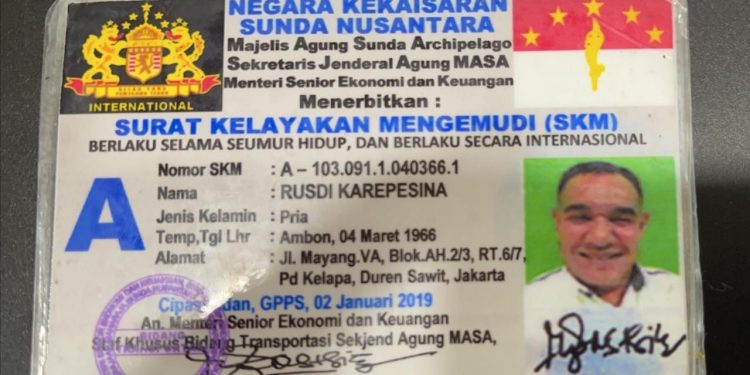 NEGARA KEKAISARAN
SUNDA NUSANTARA
Majelis Agung Sunda Archipelago
Sekretaris Jenderal Agung MASA
Menteri Senior Ekonomi dan Keuangan
Menerbitkan :
INTERNATIONAL
SURAT KELAYAKAN MENGEMUDI (SKM)
BERLAKU SELAMA SEUMUR HIDUP, DAN BERLAKU SECARA INTERNASIONAL
A
Nomor SKM : A – 103.091.1.040366.1
Nama : RUSDI KAREPESINA
Jenis Kelamin : Pria
Temp,Tgl Lhr : Ambon, 04 Maret 1966
Alamat : Jl. Mayang.VA, Blok.AH.2/3, RT.6/7,
Pd Kelapa, Duren Sawit, Jakarta
GPPS, 02 Januari 2019
An. Menteri Senior Ekonomi dan Keuangan
Staf Khusus Bidang Transportasi Sekjend Agung MASA,
BIDANG